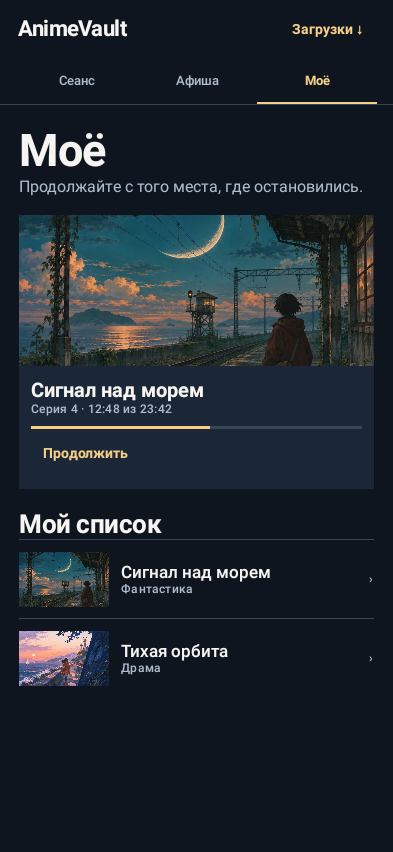 AnimeVault
Загрузки ↓
Сеанс
Афиша
Моё
Моё
Продолжайте с того места, где остановились.
Сигнал над морем
Серия 4 · 12:48 из 23:42
Продолжить
Мой список
Сигнал над морем
Фантастика
›
Тихая орбита
Драма
›